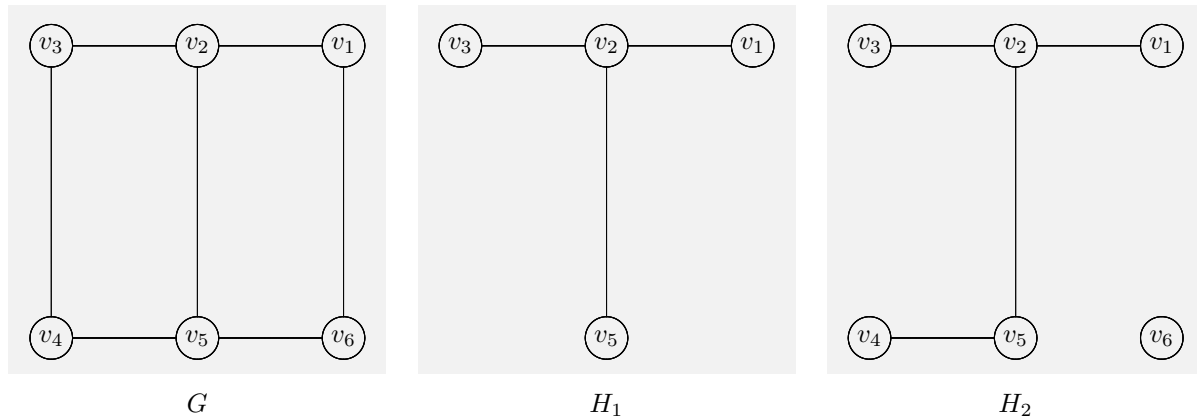 v₃ v₂ v₁ v₃ v₂ v₁ v₃ v₂ v₁
v₄ v₅ v₆ v₅ v₄ v₅ v₆
G H₁ H₂